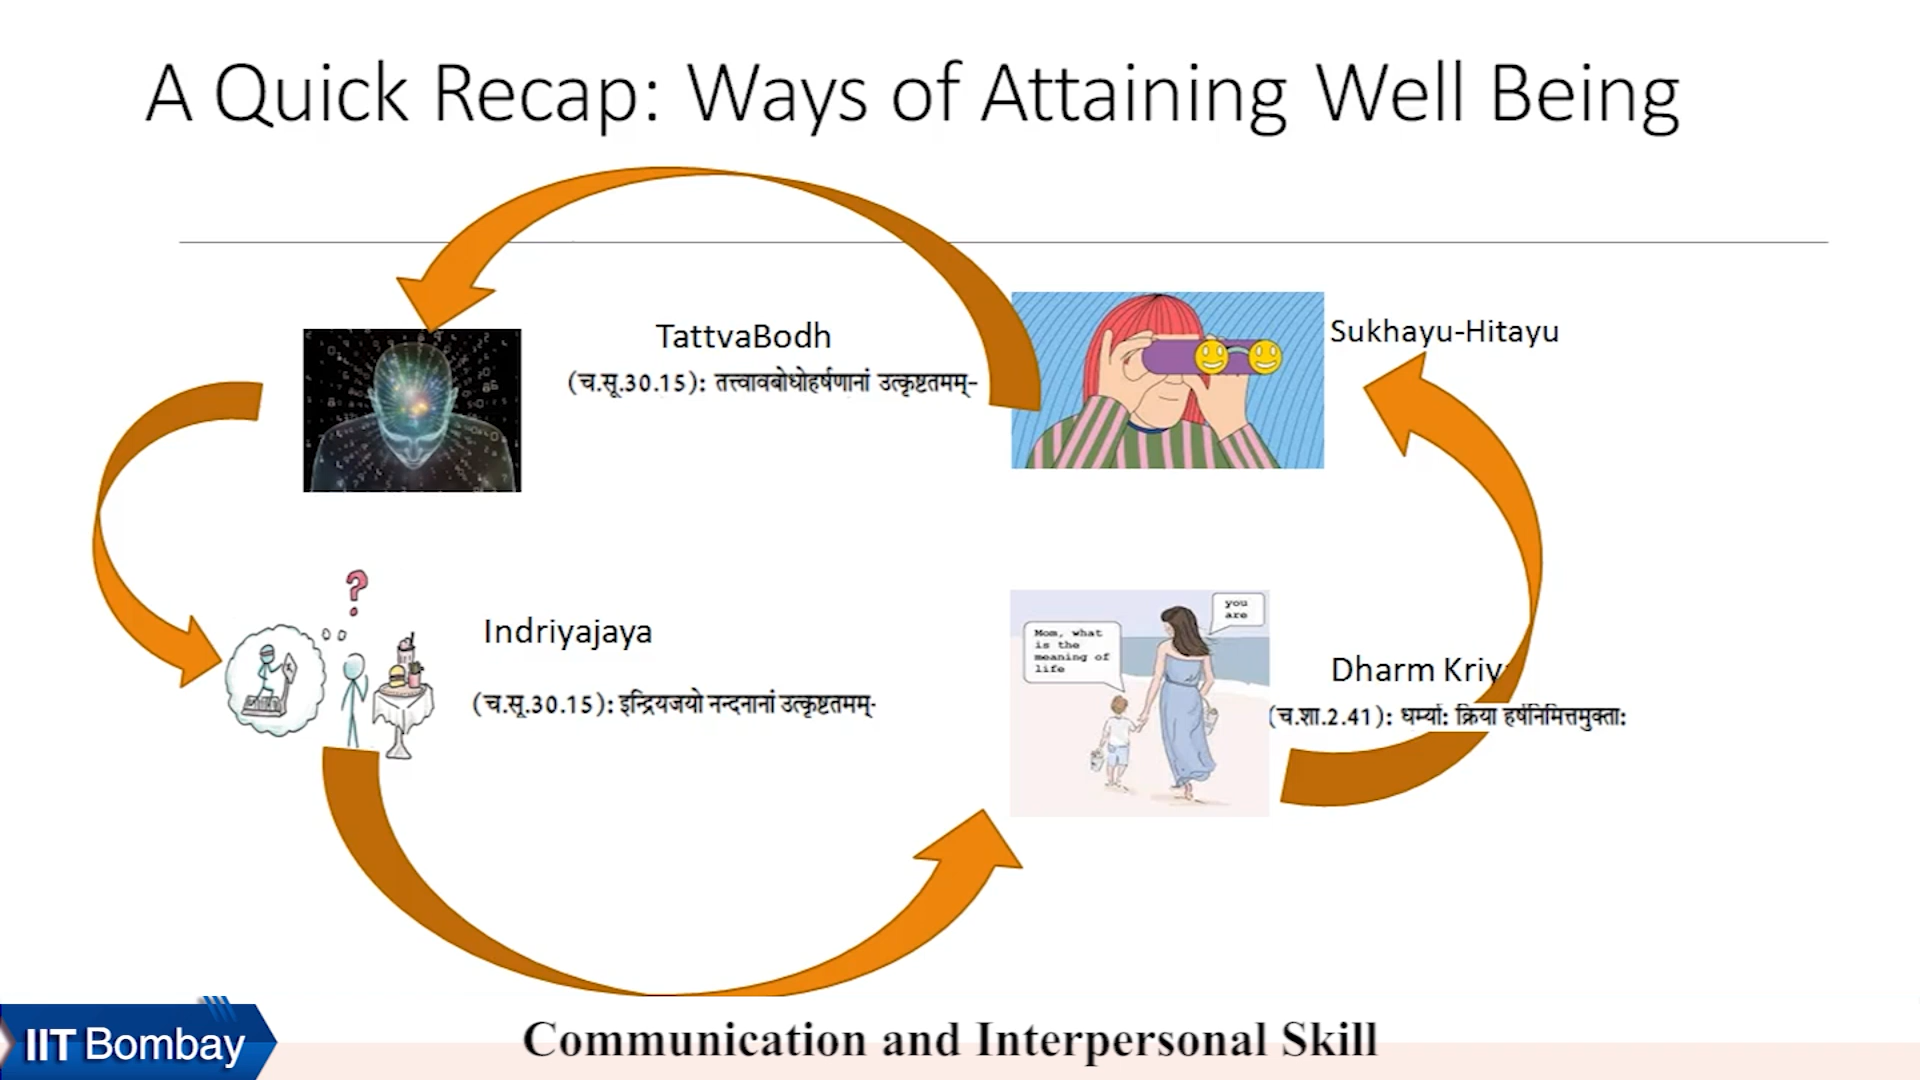 A Quick Recap: Ways of Attaining Well Being
TattvaBodh
(च.सू.30.15): तत्त्वावबोधोहर्षणानां उत्कृष्टतमम्-
Sukhayu-Hitayu
Indriyajaya
(च.सू.30.15): इन्द्रियजयो नन्दनानां उत्कृष्टतमम्-
?
Mom, what
is the
meaning of
life
you
are
Dharm
(च.शा.2.41): धर्म्या: क्रिया हर्षनिमित्तमुक्ता:
IIT Bombay
Communication and Interpersonal Skill